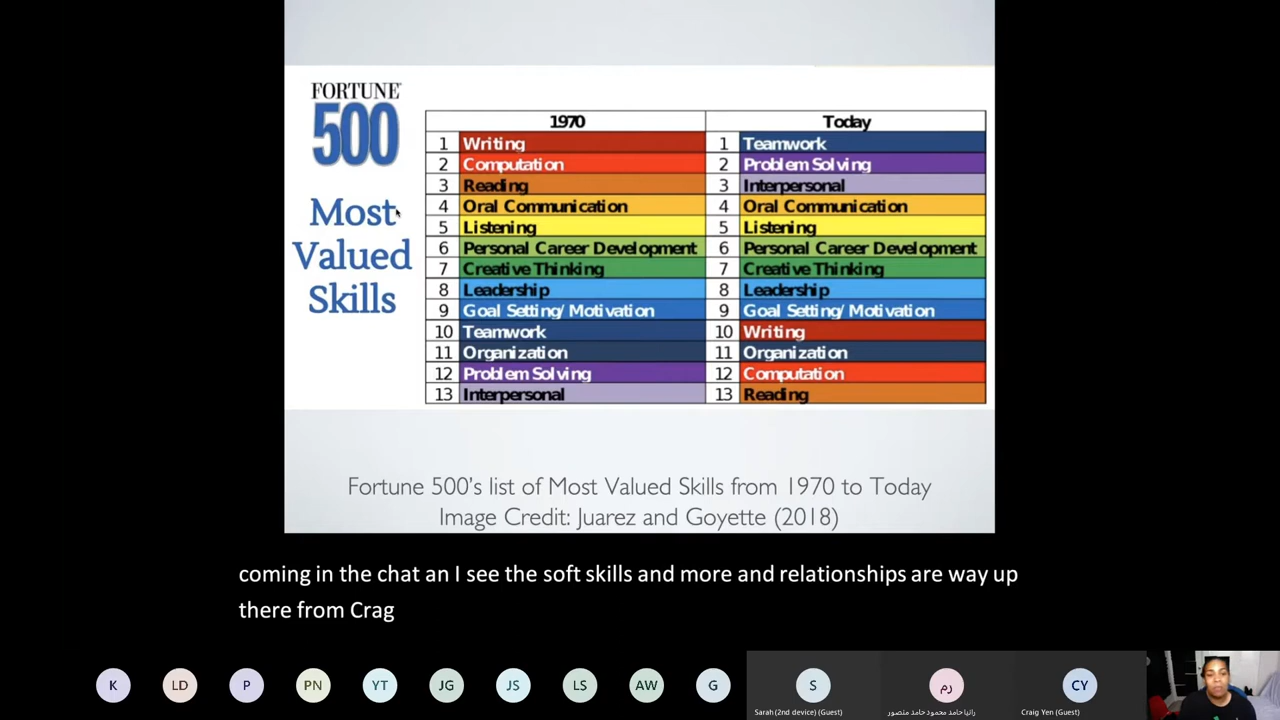 FORTUNE
500
Most
Valued
Skills
1970 Today
1 Writing 1 Teamwork
2 Computation 2 Problem Solving
3 Reading 3 Interpersonal
4 Oral Communication 4 Oral Communication
5 Listening 5 Listening
6 Personal Career Development 6 Personal Career Development
7 Creative Thinking 7 Creative Thinking
8 Leadership 8 Leadership
9 Goal Setting/Motivation 9 Goal Setting/Motivation
10 Teamwork 10 Writing
11 Organization 11 Organization
12 Problem Solving 12 Computation
13 Interpersonal 13 Reading
Fortune 500's list of Most Valued Skills from 1970 to Today
Image Credit: Juarez and Goyette (2018)
coming in the chat an I see the soft skills and more and relationships are way up
there from Crag
K LD P PN YT JG JS LS AW G S رم CY
Sarah (2nd device) (Guest) رانيا حامد محمود حامد منصور Craig Yen (Guest)